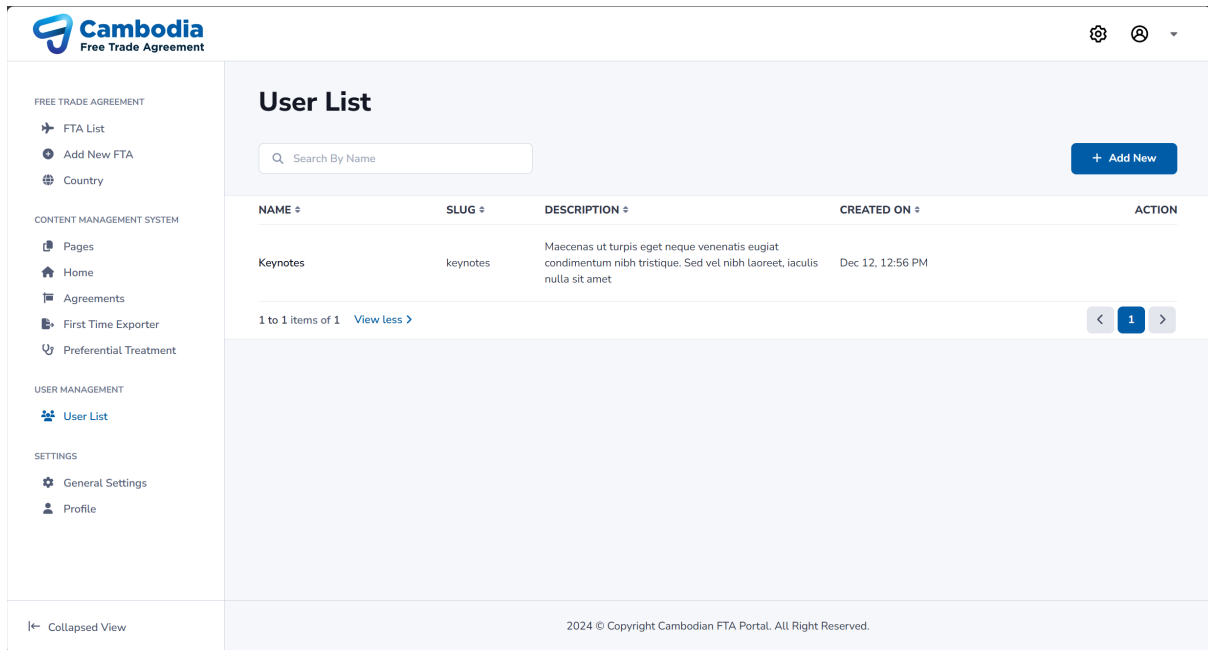 Cambodia
Free Trade Agreement
FREE TRADE AGREEMENT
FTA List
Add New FTA
Country
CONTENT MANAGEMENT SYSTEM
Pages
Home
Agreements
First Time Exporter
Preferential Treatment
USER MANAGEMENT
User List
SETTINGS
General Settings
Profile
Collapsed View
User List
Search By Name
+ Add New
NAME SLUG DESCRIPTION CREATED ON ACTION
Maecenas ut turpis eget neque venenatis eugiat
Keynotes keynotes condimentum nibh tristique. Sed vel nibh laoreet, iaculis Dec 12, 12:56 PM
nulla sit amet
1 to 1 items of 1 View less > < 1 >
2024 © Copyright Cambodian FTA Portal. All Right Reserved.